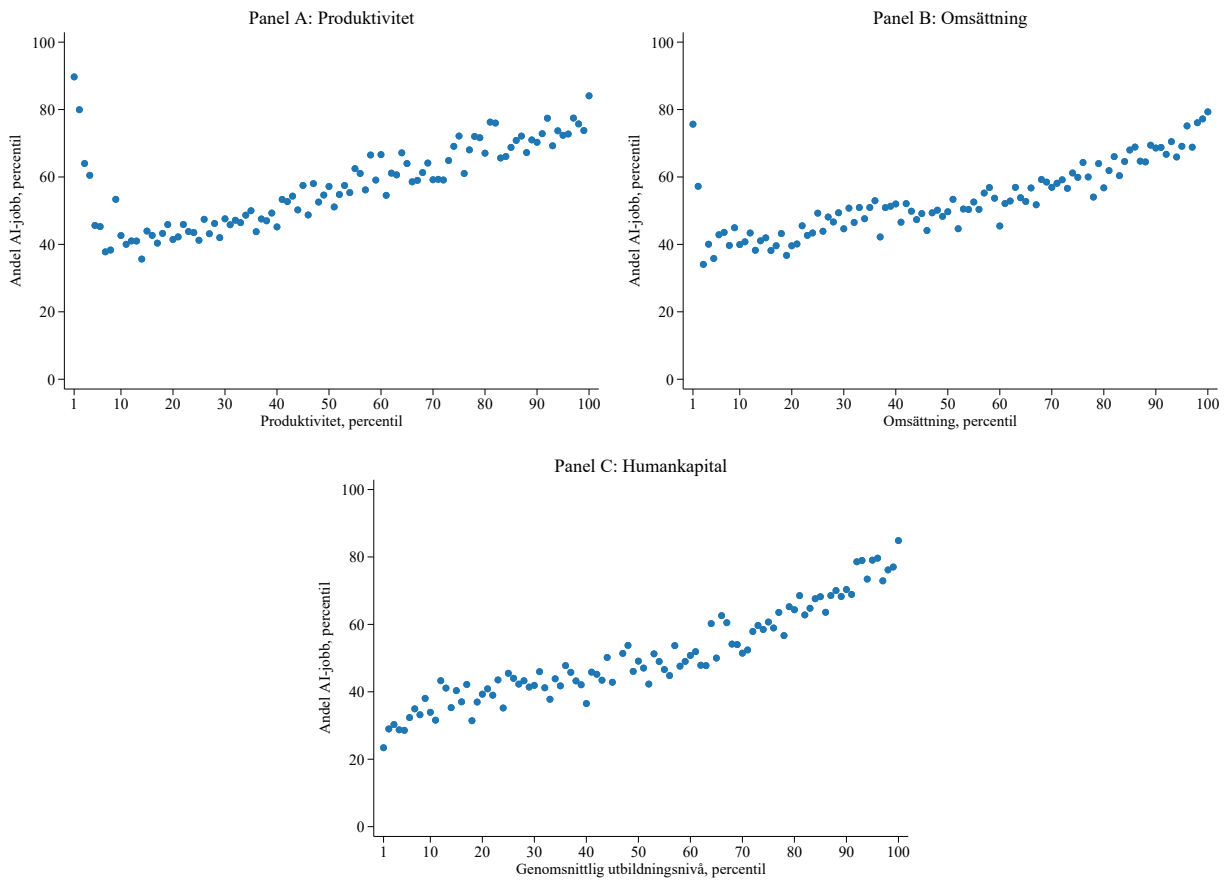 Panel A: Produktivitet
Andel AI-jobb, percentil
100
80
60
40
20
0
1 10 20 30 40 50 60 70 80 90 100
Produktivitet, percentil
Panel B: Omsättning
Andel AI-jobb, percentil
100
80
60
40
20
0
1 10 20 30 40 50 60 70 80 90 100
Omsättning, percentil
Panel C: Humankapital
Andel AI-jobb, percentil
100
80
60
40
20
0
1 10 20 30 40 50 60 70 80 90 100
Genomsnittlig utbildningsnivå, percentil